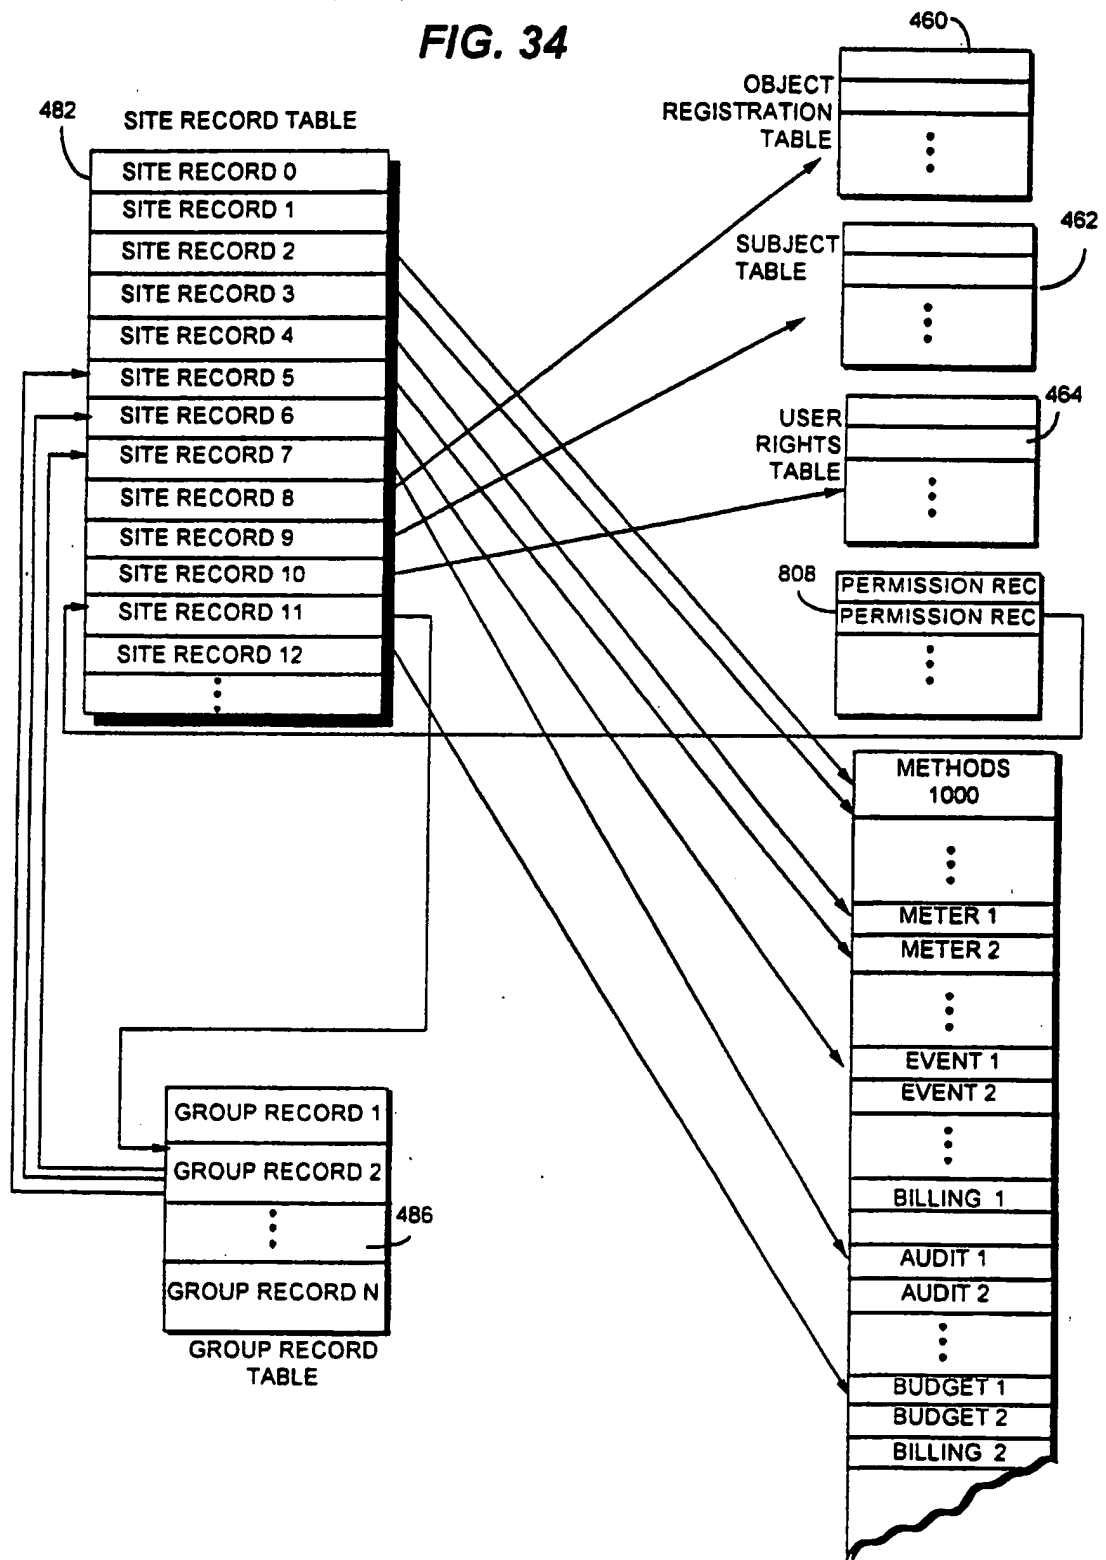 FIG. 34
482
SITE RECORD TABLE
SITE RECORD 0
SITE RECORD 1
SITE RECORD 2
SITE RECORD 3
SITE RECORD 4
SITE RECORD 5
SITE RECORD 6
SITE RECORD 7
SITE RECORD 8
SITE RECORD 9
SITE RECORD 10
SITE RECORD 11
SITE RECORD 12
460
OBJECT
REGISTRATION
TABLE
462
SUBJECT
TABLE
464
USER
RIGHTS
TABLE
808
PERMISSION REC
PERMISSION REC
METHODS
1000
METER 1
METER 2
EVENT 1
EVENT 2
BILLING 1
AUDIT 1
AUDIT 2
BUDGET 1
BUDGET 2
BILLING 2
GROUP RECORD 1
GROUP RECORD 2
486
GROUP RECORD N
GROUP RECORD
TABLE